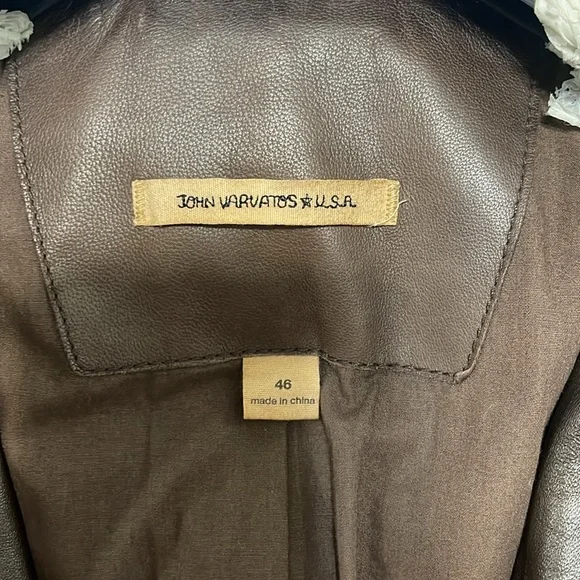 JOHN VARVATOS ☆ U.S.A.
46
made in china